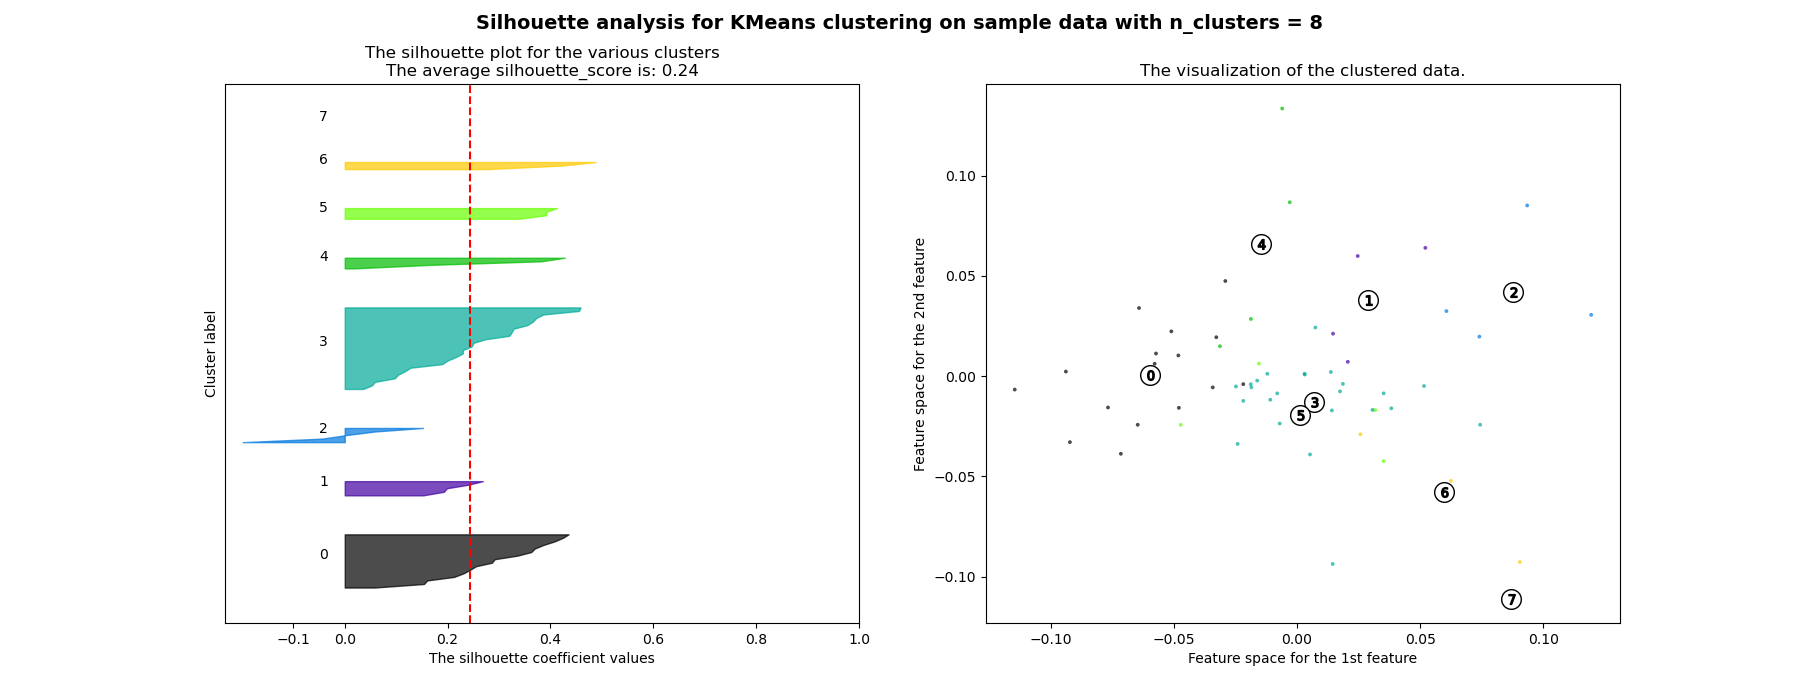 Silhouette analysis for KMeans clustering on sample data with n_clusters = 8
The silhouette plot for the various clusters
The average silhouette_score is: 0.24
Cluster label
7
6
5
4
3
2
1
0
−0.1 0.0 0.2 0.4 0.6 0.8 1.0
The silhouette coefficient values
The visualization of the clustered data.
Feature space for the 2nd feature
0.10
0.05
0.00
−0.05
−0.10
4
1
2
0
3
5
6
7
−0.10 −0.05 0.00 0.05 0.10
Feature space for the 1st feature